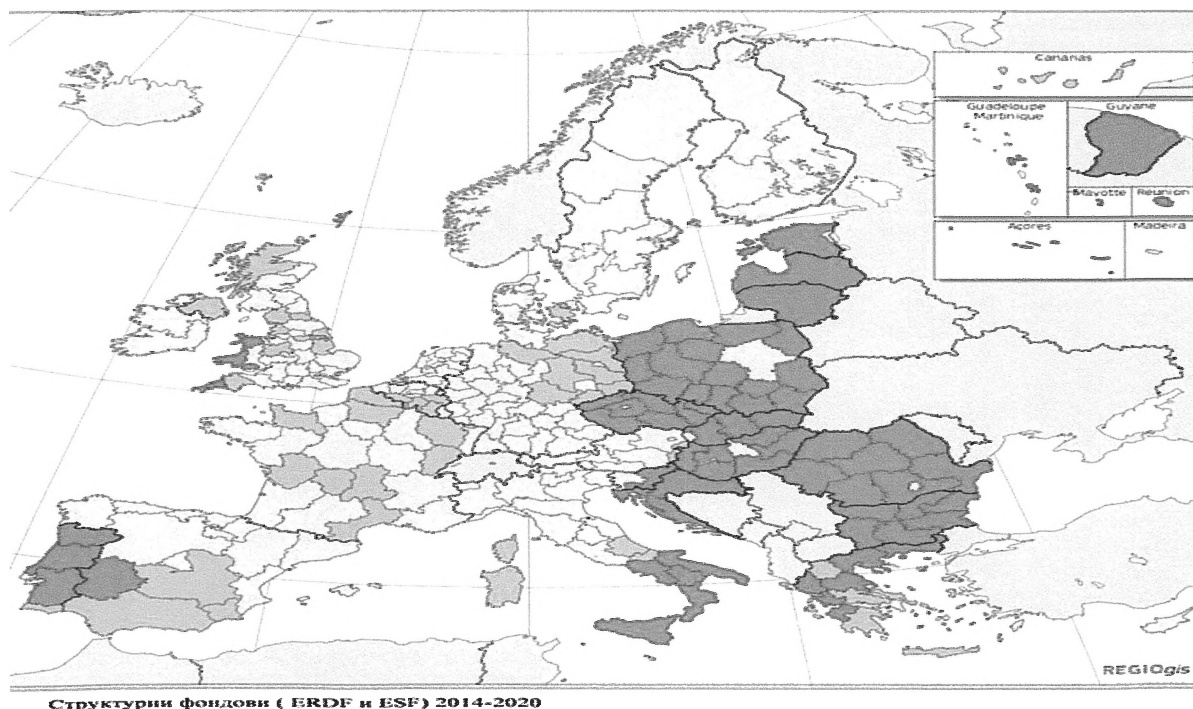 Canarias
Guadeloupe
Martinique
Guyane
Mayotte
Réunion
Açores
Madeira
REGIOgis
Структурни фондови ( ERDF и ESF) 2014-2020